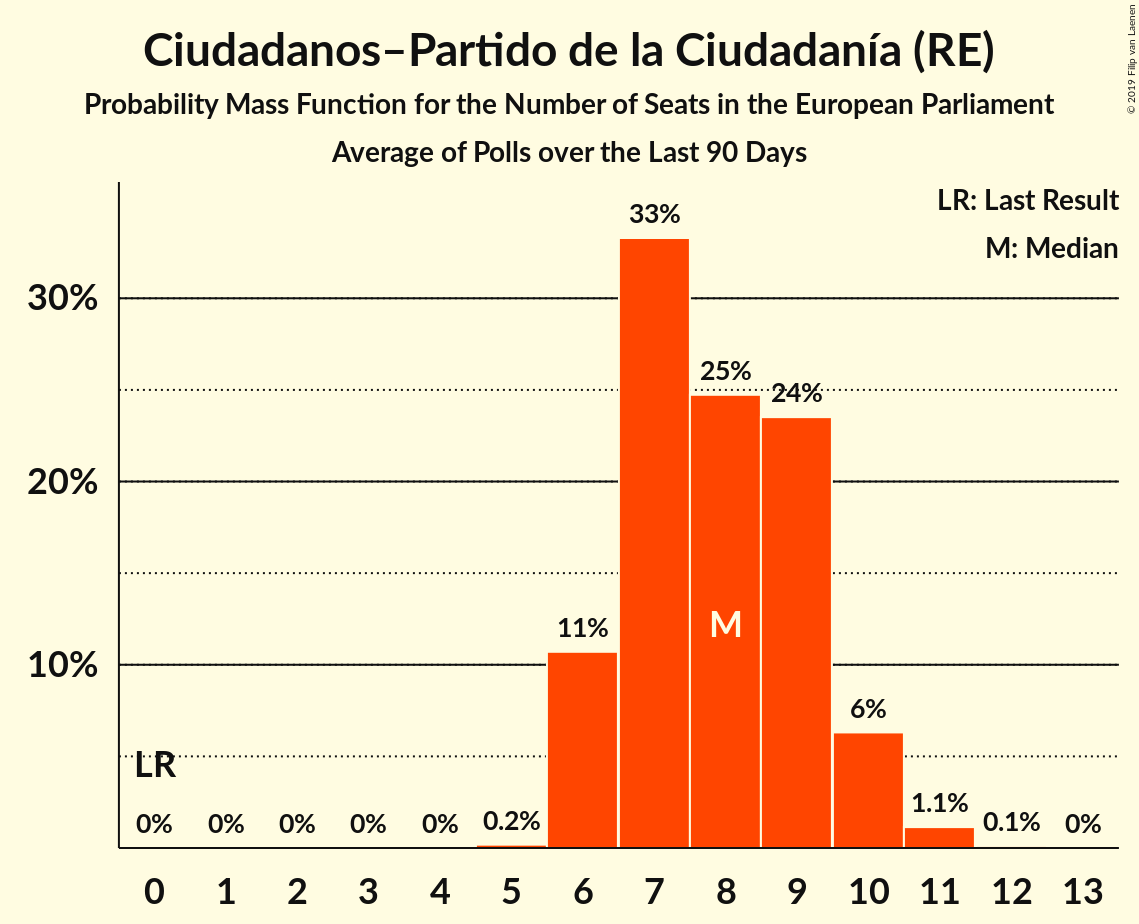 Ciudadanos–Partido de la Ciudadanía (RE)
Probability Mass Function for the Number of Seats in the European Parliament
Average of Polls over the Last 90 Days
© 2019 Filip van Laenen
LR: Last Result
M: Median
33%
30%
25%
24%
20%
11%
M
10%
6%
LR
0% 0% 0% 0% 0% 0.2% 1.1% 0.1% 0%
0 1 2 3 4 5 6 7 8 9 10 11 12 13